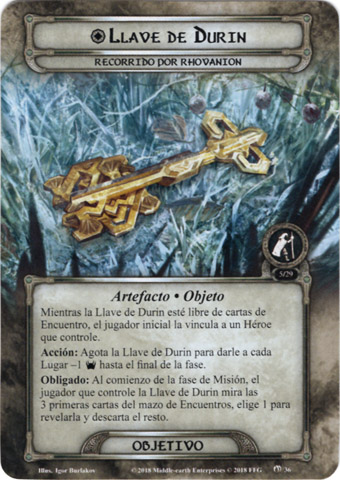 Llave de Durin
Recorrido por Rhovanion
5/29
Artefacto • Objeto
Mientras la Llave de Durin esté libre de cartas de
Encuentro, el jugador inicial la vincula a un Héroe
que controle.
Acción: Agota la Llave de Durin para darle a cada
Lugar –1 hasta el final de la fase.
Obligado: Al comienzo de la fase de Misión, el
jugador que controle la Llave de Durin mira las
3 primeras cartas del mazo de Encuentros, elige 1 para
revelarla y descarta el resto.
Objetivo
Illus. Igor Burlakov
©2018 Middle-earth Enterprises ©2018 FFG
36